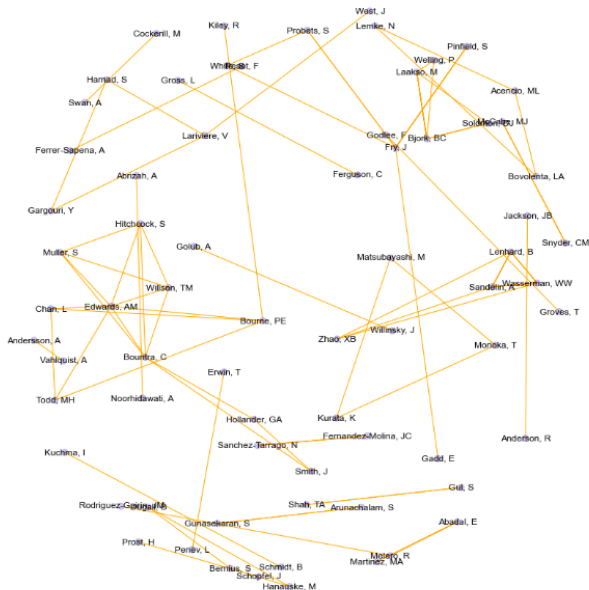 West, J
Kiley, R
Lemke, N
Probets, S
Cockerill, M
Pinfield, S
Welling, P
Frost, F
Laakso, M
Harnad, S
Gross, L
Acencio, ML
Swan, A
Lariviere, V
Godlee, F
Bjork, BC
Fry, J
Ferrer-Sapena, A
Abrizah, A
Ferguson, C
Bovolenta, LA
Gargouri, Y
Jackson, JB
Hitchcock, S
Snyder, CM
Muller, S
Golub, A
Lenhard, B
Matsubayashi, M
Willson, TM
Wasserman, WW
Sandelin, A
Chan, L
Edwards, AM
Groves, T
Bourne, PE
Willinsky, J
Zhao, XB
Andersson, A
Morioka, T
Vahlquist, A
Bountra, C
Erwin, T
Todd, MH
Noorhidawati, A
Kurata, K
Hollander, GA
Fernandez-Molina, JC
Anderson, R
Sanchez-Tarrago, N
Kuchma, I
Gadd, E
Smith, J
Gul, S
Shah, TA
Arunachalam, S
Gunasekaran, S
Abadal, E
Prost, H
Penev, L
Melero, R
Martinez, MA
Bernius, S
Schmidt, B
Schopfel, J
Hanauske, M